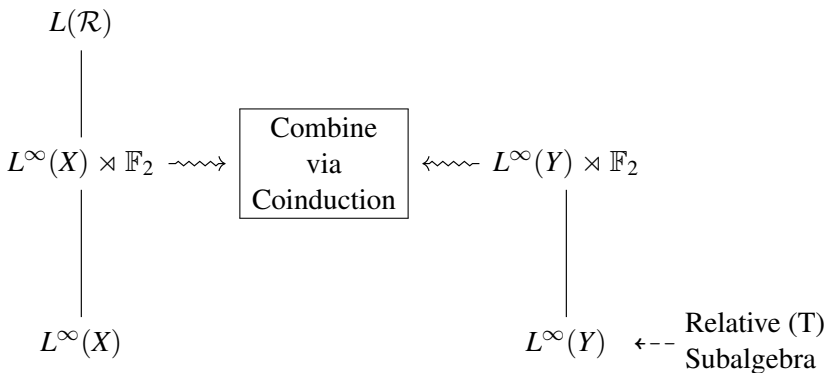 L(ℛ)
L^∞(X) ⋊ 𝔽₂
Combine
via
Coinduction
L^∞(Y) ⋊ 𝔽₂
L^∞(X)
L^∞(Y)
Relative (T)
Subalgebra